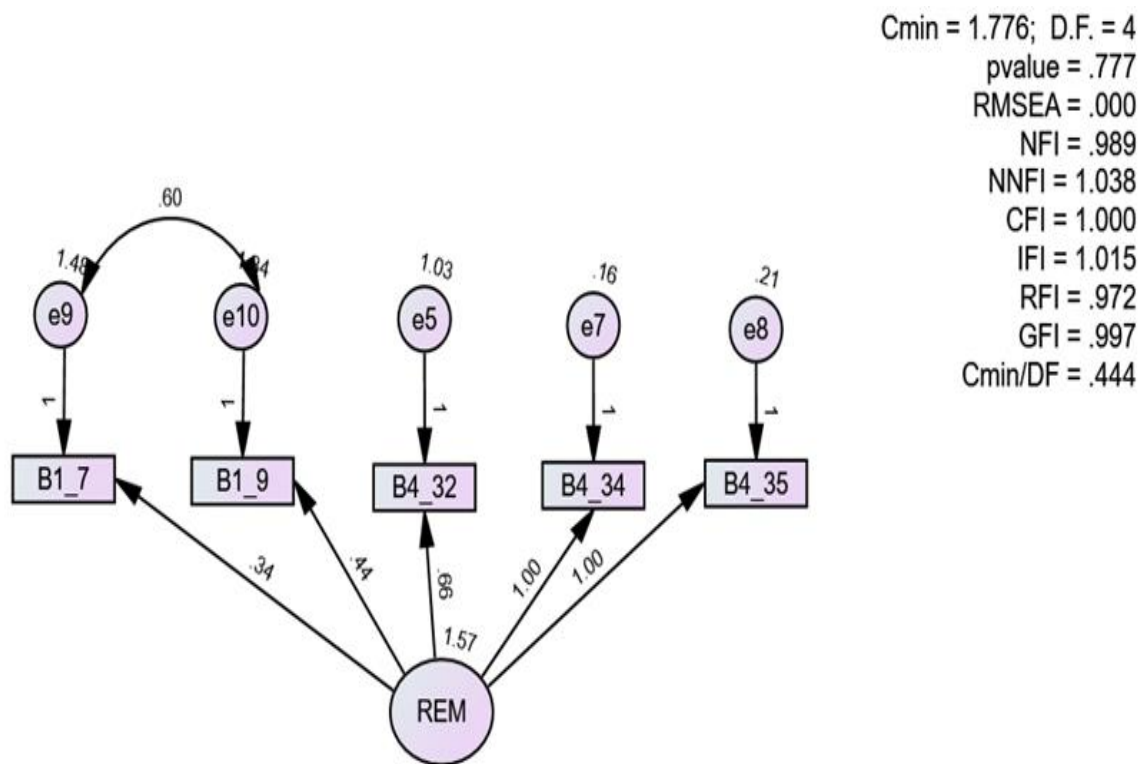 Cmin = 1.776; D.F. = 4
pvalue = .777
RMSEA = .000
NFI = .989
NNFI = 1.038
CFI = 1.000
IFI = 1.015
RFI = .972
GFI = .997
Cmin/DF = .444
.60
1.48
1.03
.16
.21
e9
e10
e5
e7
e8
1
1
1
1
1
B1_7
B1_9
B4_32
B4_34
B4_35
.34
.44
.66
1.00
1.00
1.57
REM